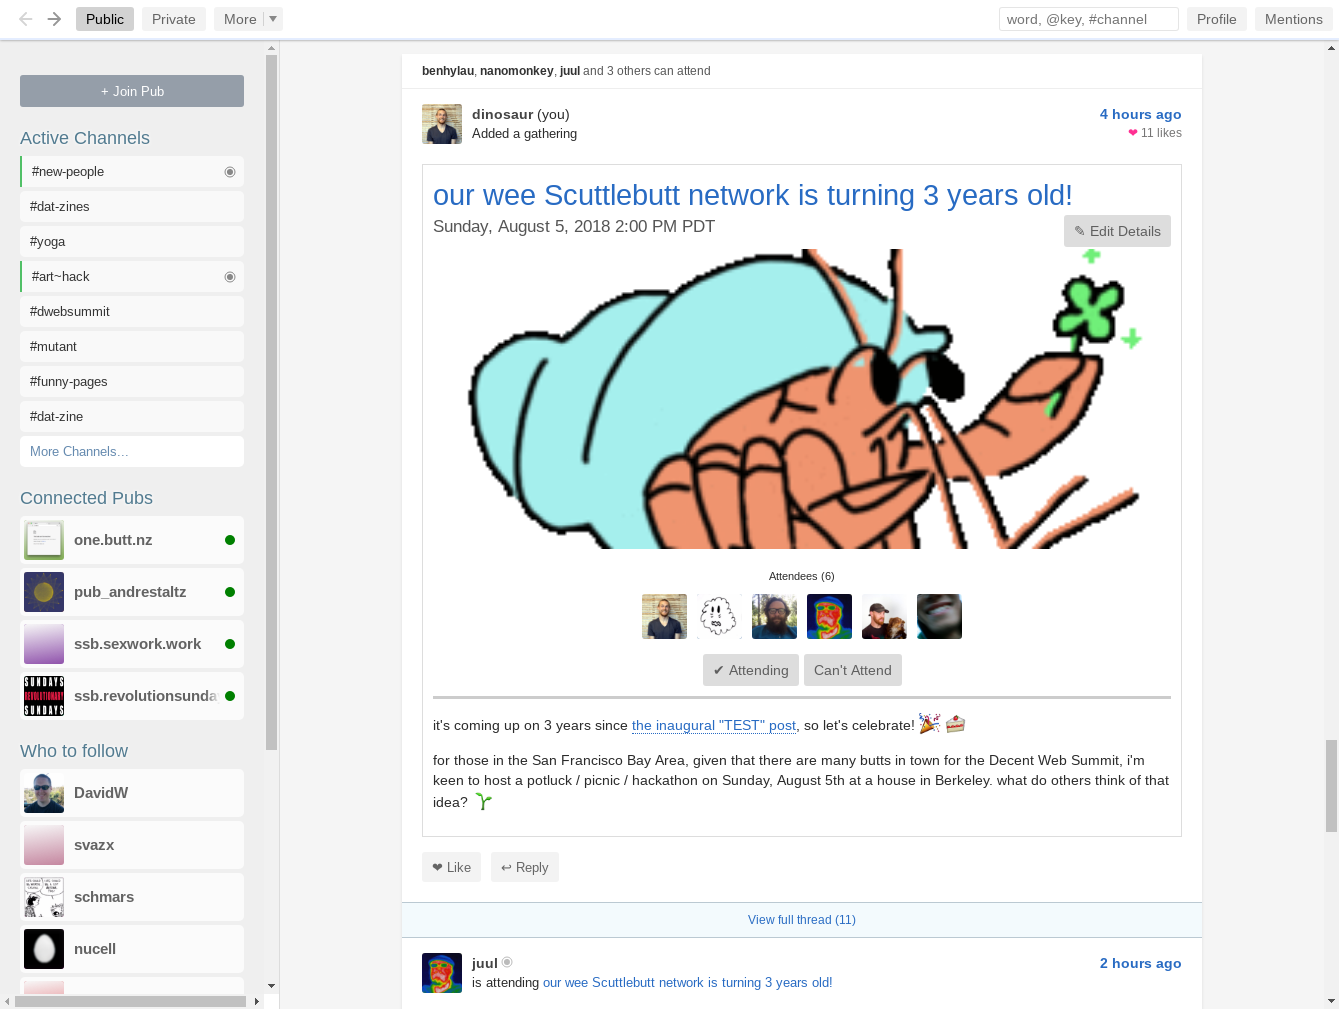 Public
Private
More
word, @key, #channel
Profile
Mentions
+ Join Pub
Active Channels
#new-people
#dat-zines
#yoga
#art~hack
#dwebsummit
#mutant
#funny-pages
#dat-zine
More Channels...
Connected Pubs
one.butt.nz
pub_andrestaltz
ssb.sexwork.work
SUNDAYS
REVOLUTIONARY
SUNDAYS
ssb.revolutionsunda
Who to follow
DavidW
svazx
schmars
nucell
benhylau, nanomonkey, juul and 3 others can attend
dinosaur (you)
4 hours ago
Added a gathering
❤ 11 likes
our wee Scuttlebutt network is turning 3 years old!
Sunday, August 5, 2018 2:00 PM PDT
✎ Edit Details
Attendees (6)
✔ Attending
Can't Attend
it's coming up on 3 years since the inaugural "TEST" post, so let's celebrate! 🎉 🍰
for those in the San Francisco Bay Area, given that there are many butts in town for the Decent Web Summit, i'm
keen to host a potluck / picnic / hackathon on Sunday, August 5th at a house in Berkeley. what do others think of that
idea? 🌱
❤ Like
↩ Reply
View full thread (11)
juul
2 hours ago
is attending our wee Scuttlebutt network is turning 3 years old!